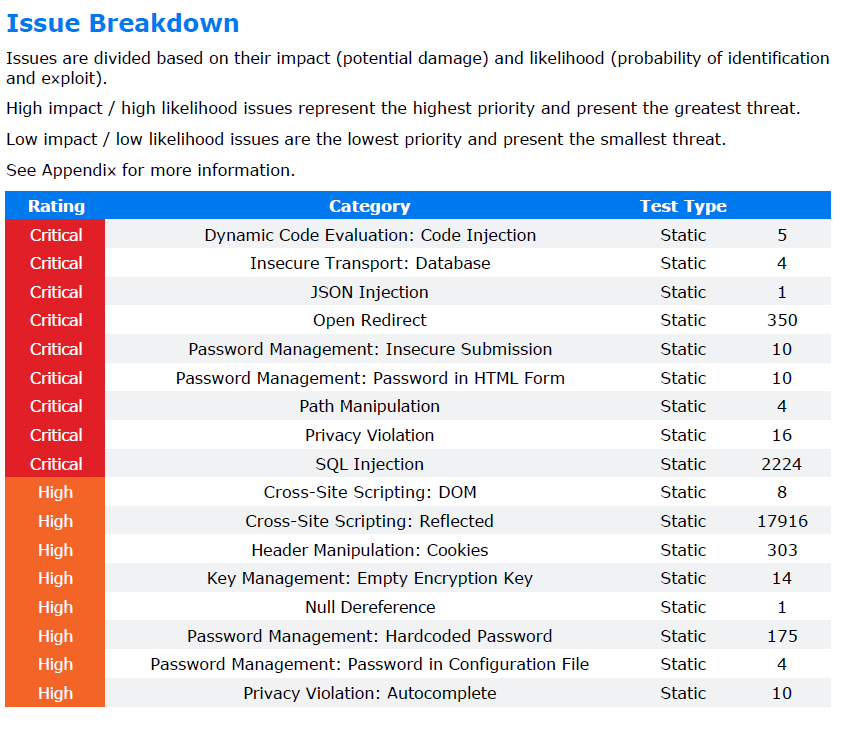 Issue Breakdown
Issues are divided based on their impact (potential damage) and likelihood (probability of identification
and exploit).
High impact / high likelihood issues represent the highest priority and present the greatest threat.
Low impact / low likelihood issues are the lowest priority and present the smallest threat.
See Appendix for more information.
Rating Category Test Type
Critical Dynamic Code Evaluation: Code Injection Static 5
Critical Insecure Transport: Database Static 4
Critical JSON Injection Static 1
Critical Open Redirect Static 350
Critical Password Management: Insecure Submission Static 10
Critical Password Management: Password in HTML Form Static 10
Critical Path Manipulation Static 4
Critical Privacy Violation Static 16
Critical SQL Injection Static 2224
High Cross-Site Scripting: DOM Static 8
High Cross-Site Scripting: Reflected Static 17916
High Header Manipulation: Cookies Static 303
High Key Management: Empty Encryption Key Static 14
High Null Dereference Static 1
High Password Management: Hardcoded Password Static 175
High Password Management: Password in Configuration File Static 4
High Privacy Violation: Autocomplete Static 10